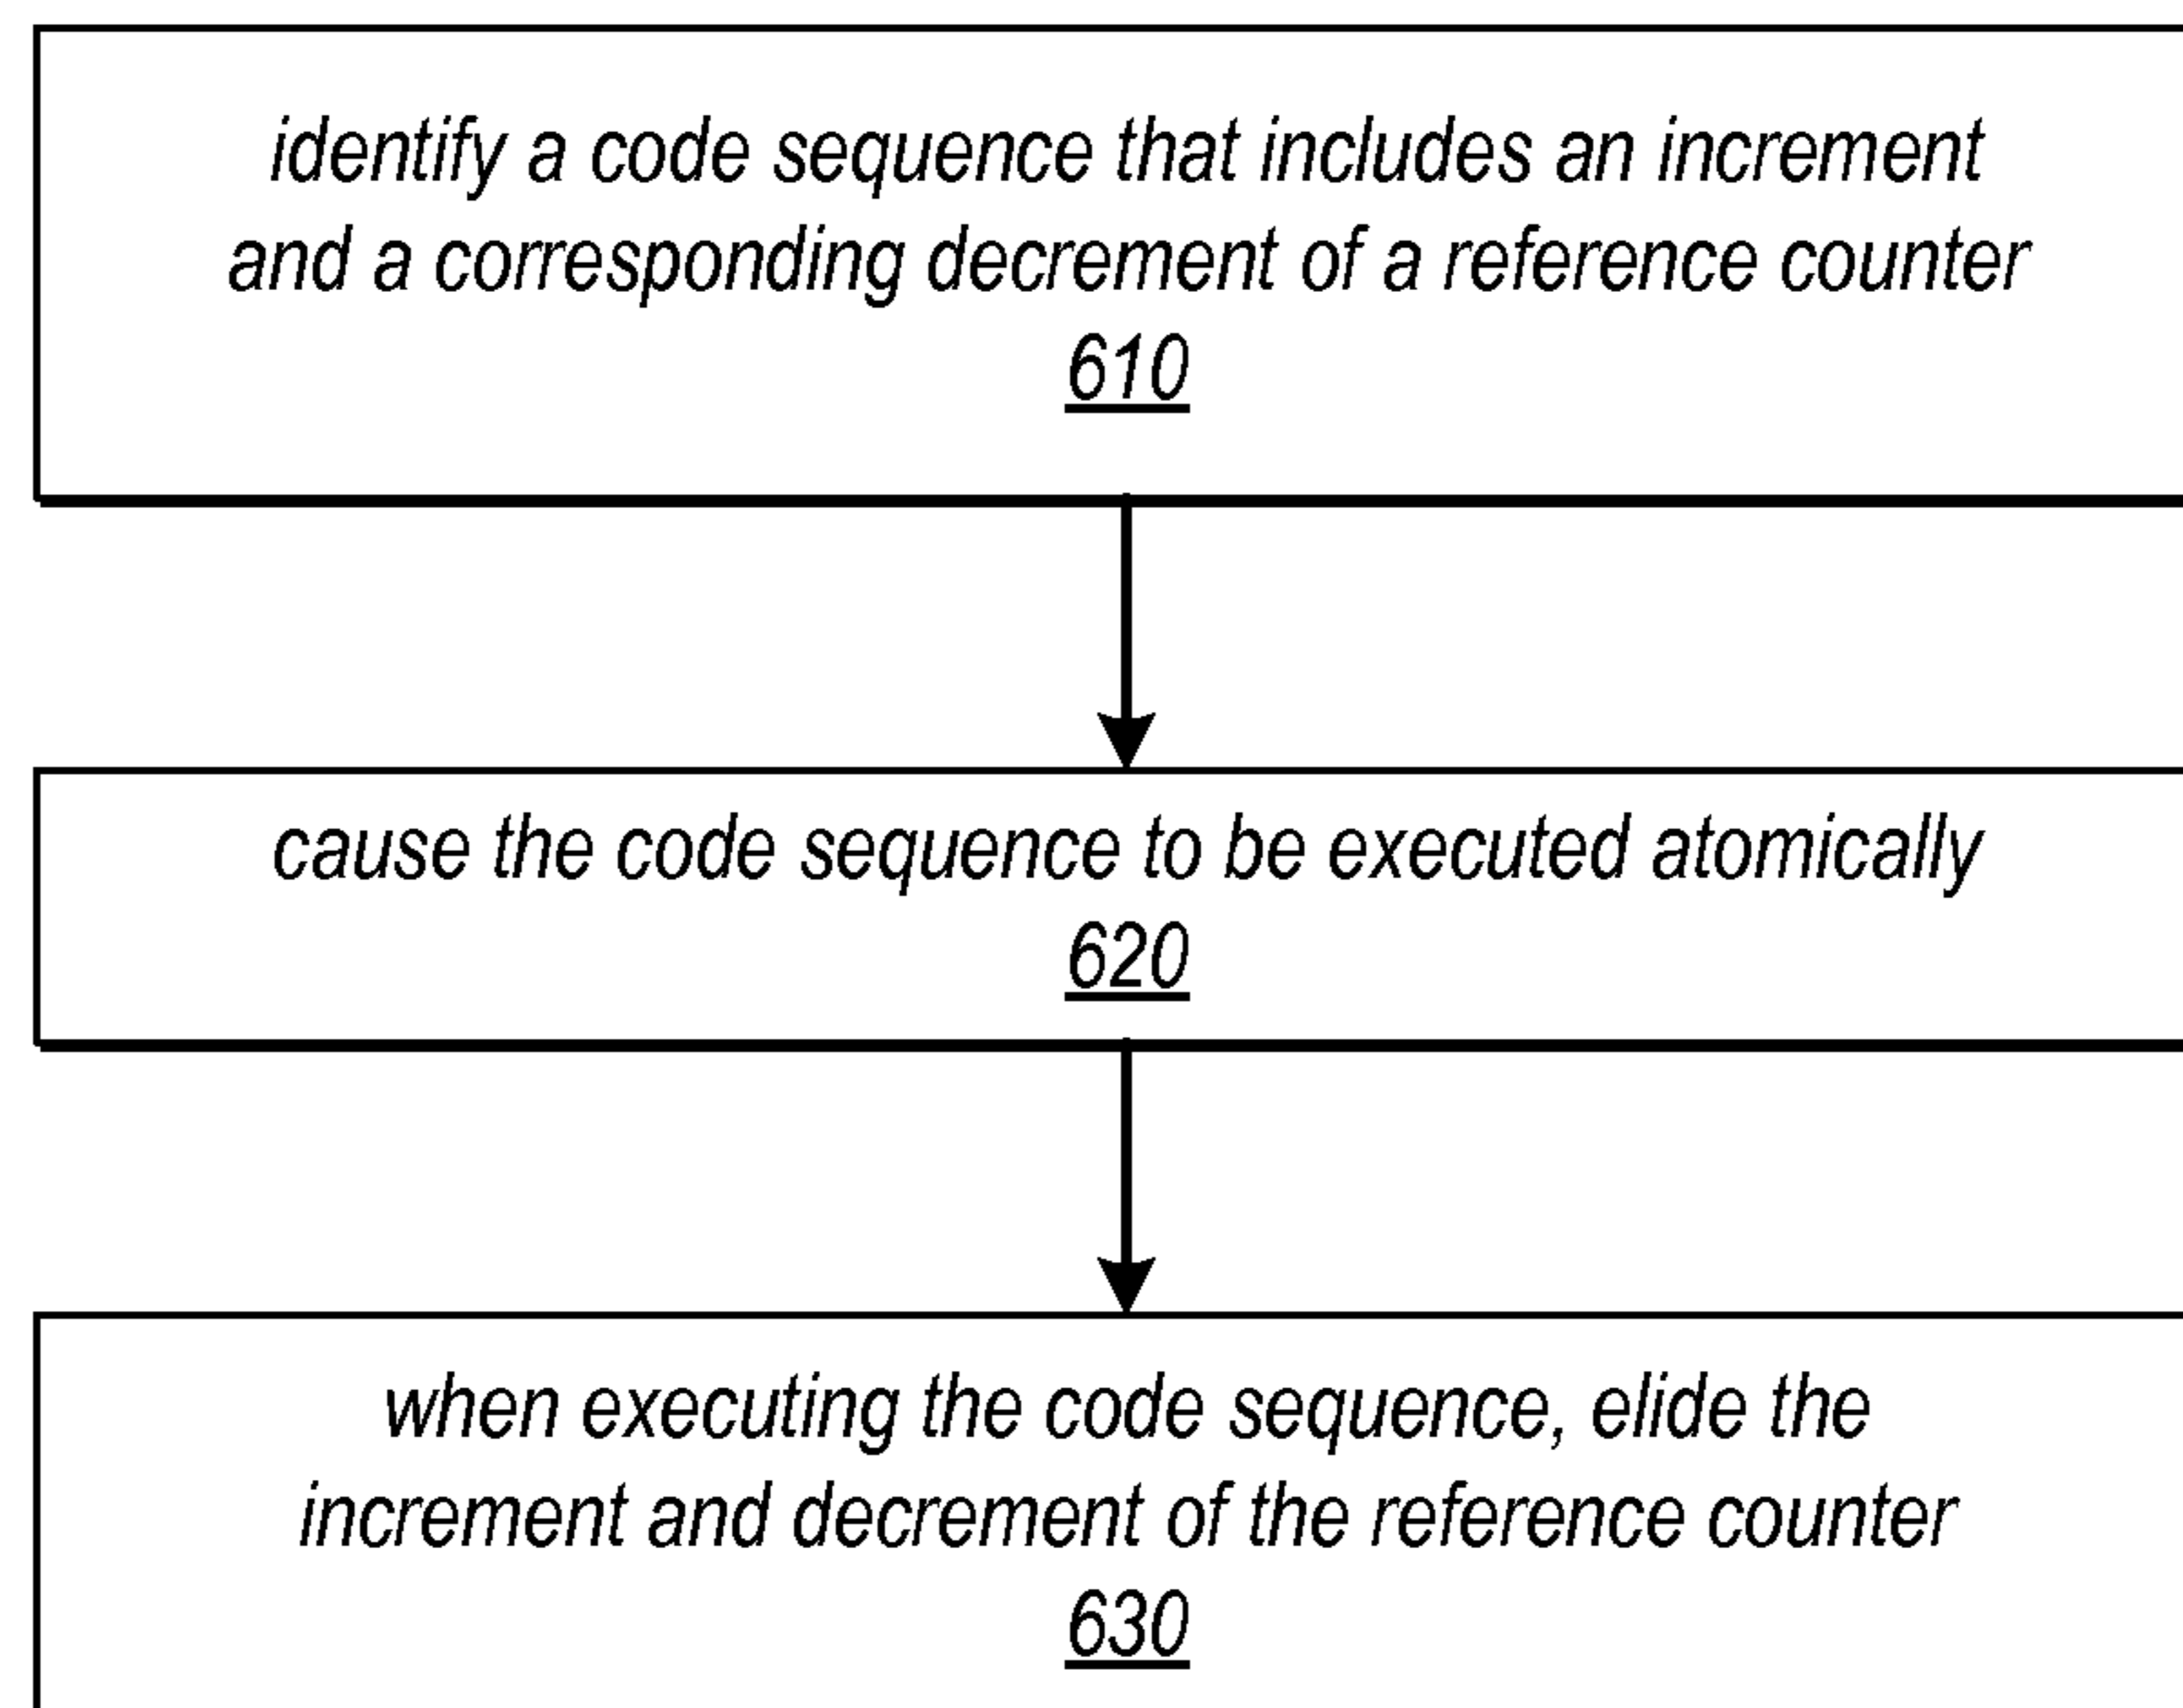 identify a code sequence that includes an increment
and a corresponding decrement of a reference counter
610
cause the code sequence to be executed atomically
620
when executing the code sequence, elide the
increment and decrement of the reference counter
630